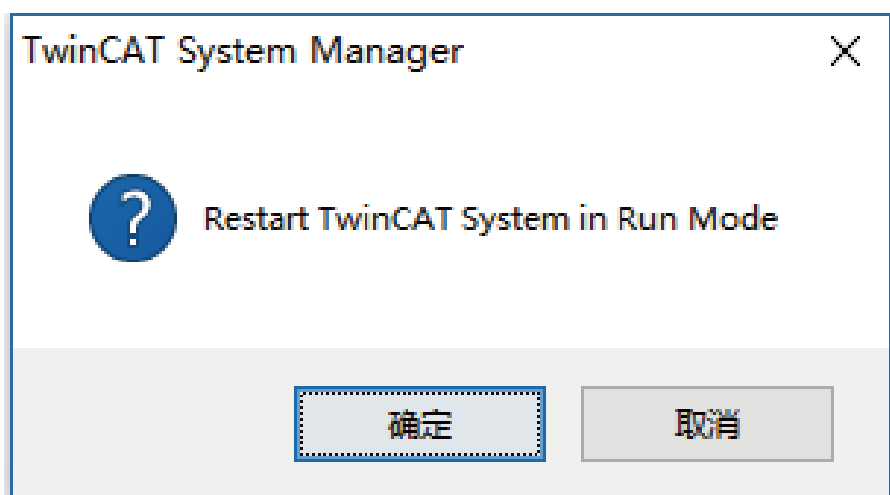 TwinCAT System Manager
Restart TwinCAT System in Run Mode
确定
取消